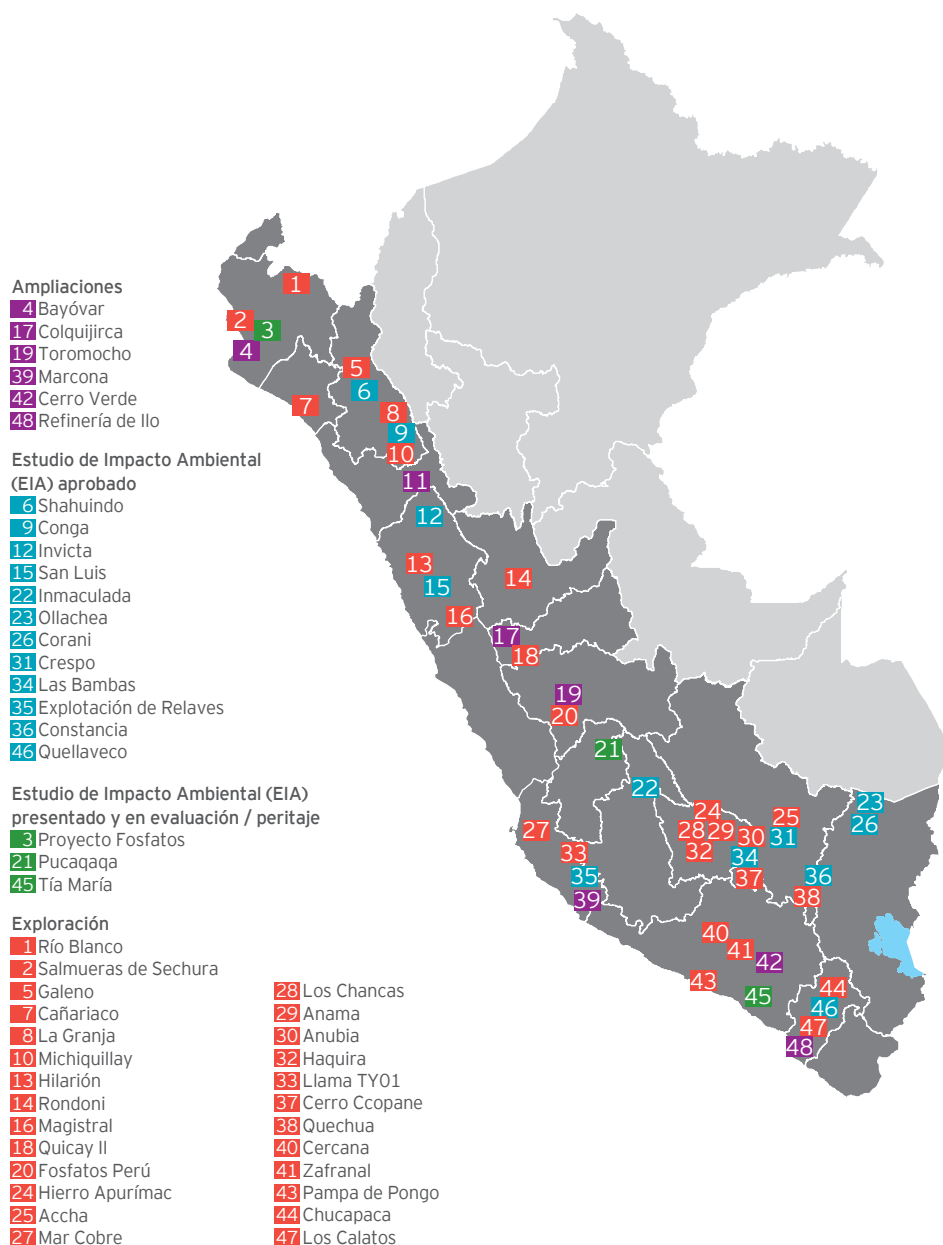 Ampliaciones
4 Bayóvar
17 Colquijirca
19 Toromocho
39 Marcona
42 Cerro Verde
48 Refinería de Ilo
Estudio de Impacto Ambiental
(EIA) aprobado
6 Shahuindo
9 Conga
12 Invicta
15 San Luis
22 Inmaculada
23 Ollachea
26 Corani
31 Crespo
34 Las Bambas
35 Explotación de Relaves
36 Constancia
46 Quellaveco
Estudio de Impacto Ambiental (EIA)
presentado y en evaluación / peritaje
3 Proyecto Fosfatos
21 Pucaqaqa
45 Tía María
Exploración
1 Río Blanco
2 Salmueras de Sechura
5 Galeno
7 Cañariaco
8 La Granja
10 Michiquillay
13 Hilarión
14 Rondoni
16 Magistral
18 Quicay II
20 Fosfatos Perú
24 Hierro Apurímac
25 Accha
27 Mar Cobre
28 Los Chancas
29 Anama
30 Anubia
32 Haquira
33 Llama TY01
37 Cerro Ccopane
38 Quechua
40 Cercana
41 Zafranal
43 Pampa de Pongo
44 Chucapaca
47 Los Calatos
1
2
3
4
5
6
7
8
9
10
11
12
13
14
15
16
17
18
19
20
21
22
23
24
25
26
27
28
29
30
31
32
33
34
35
36
37
38
39
40
41
42
43
44
45
46
47
48